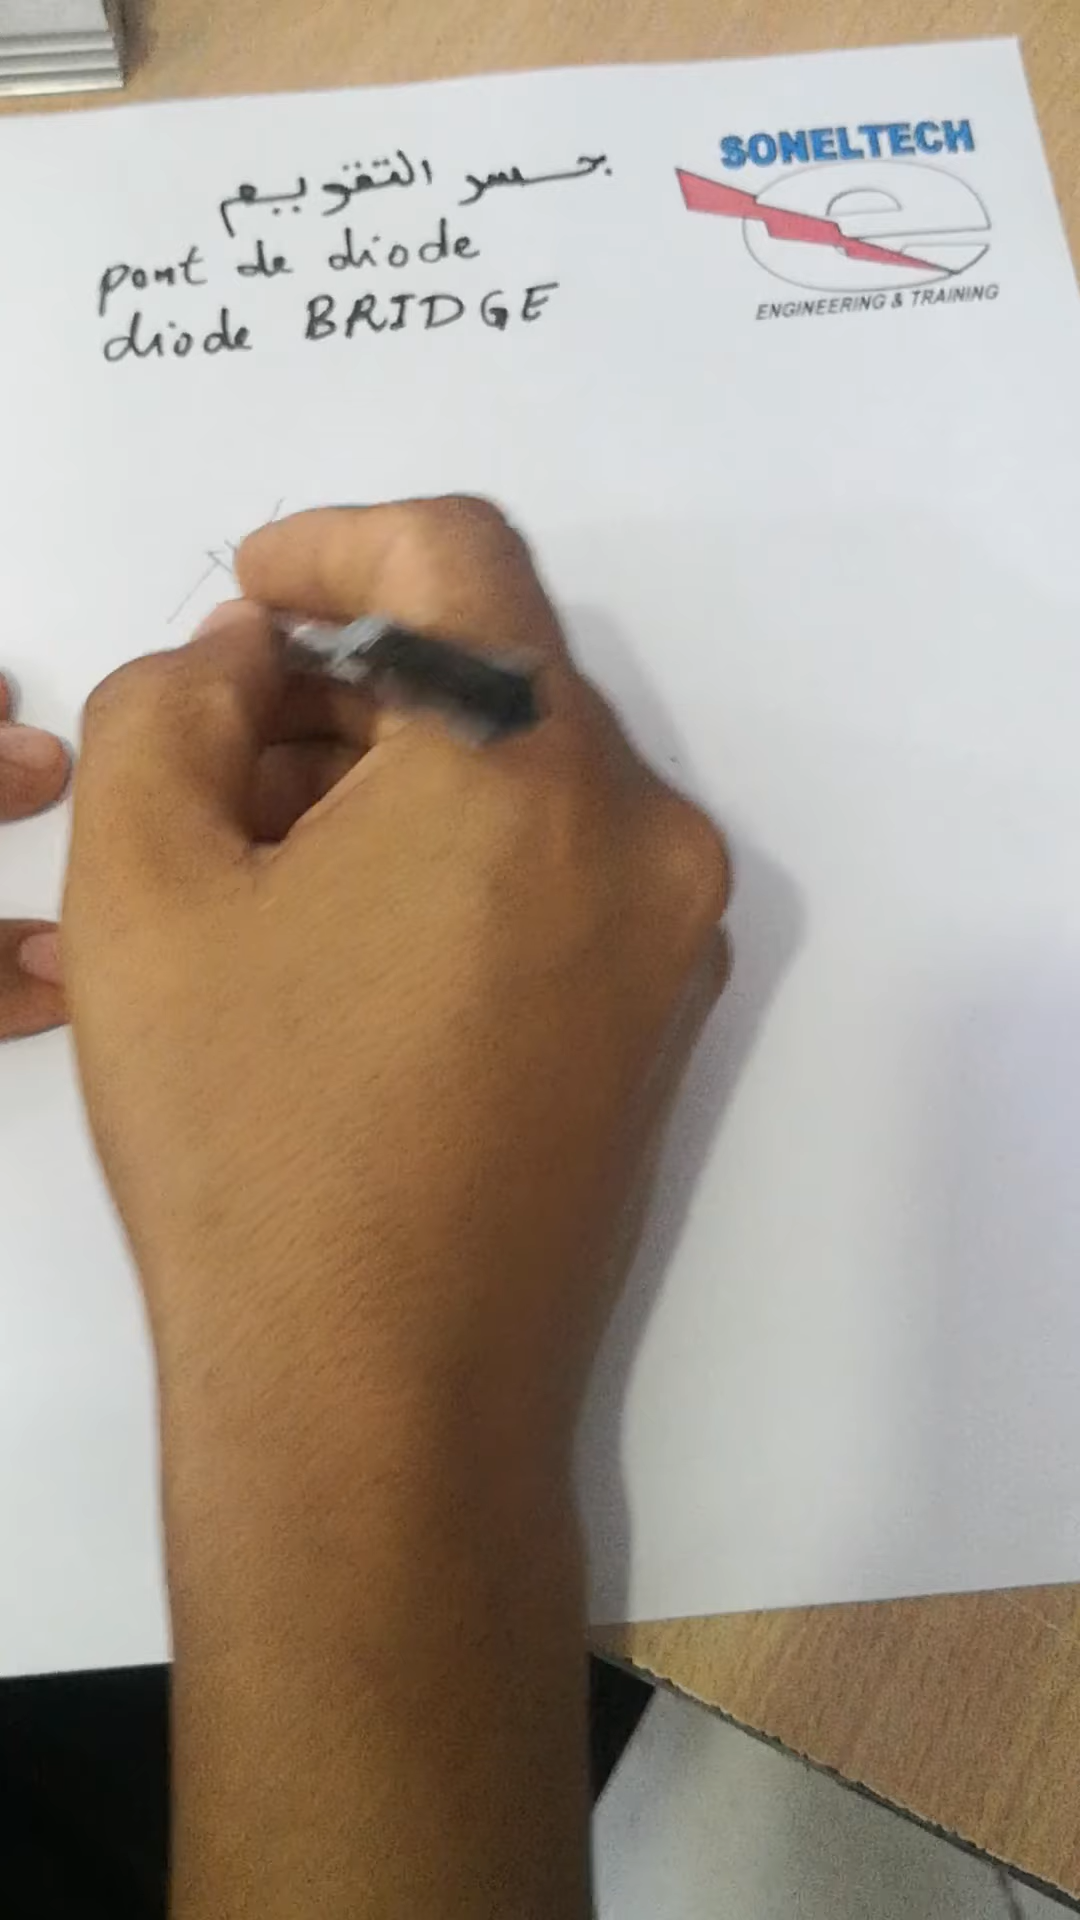 جسر التقويم
pont de diode
diode BRIDGE
SONELTECH
ENGINEERING & TRAINING